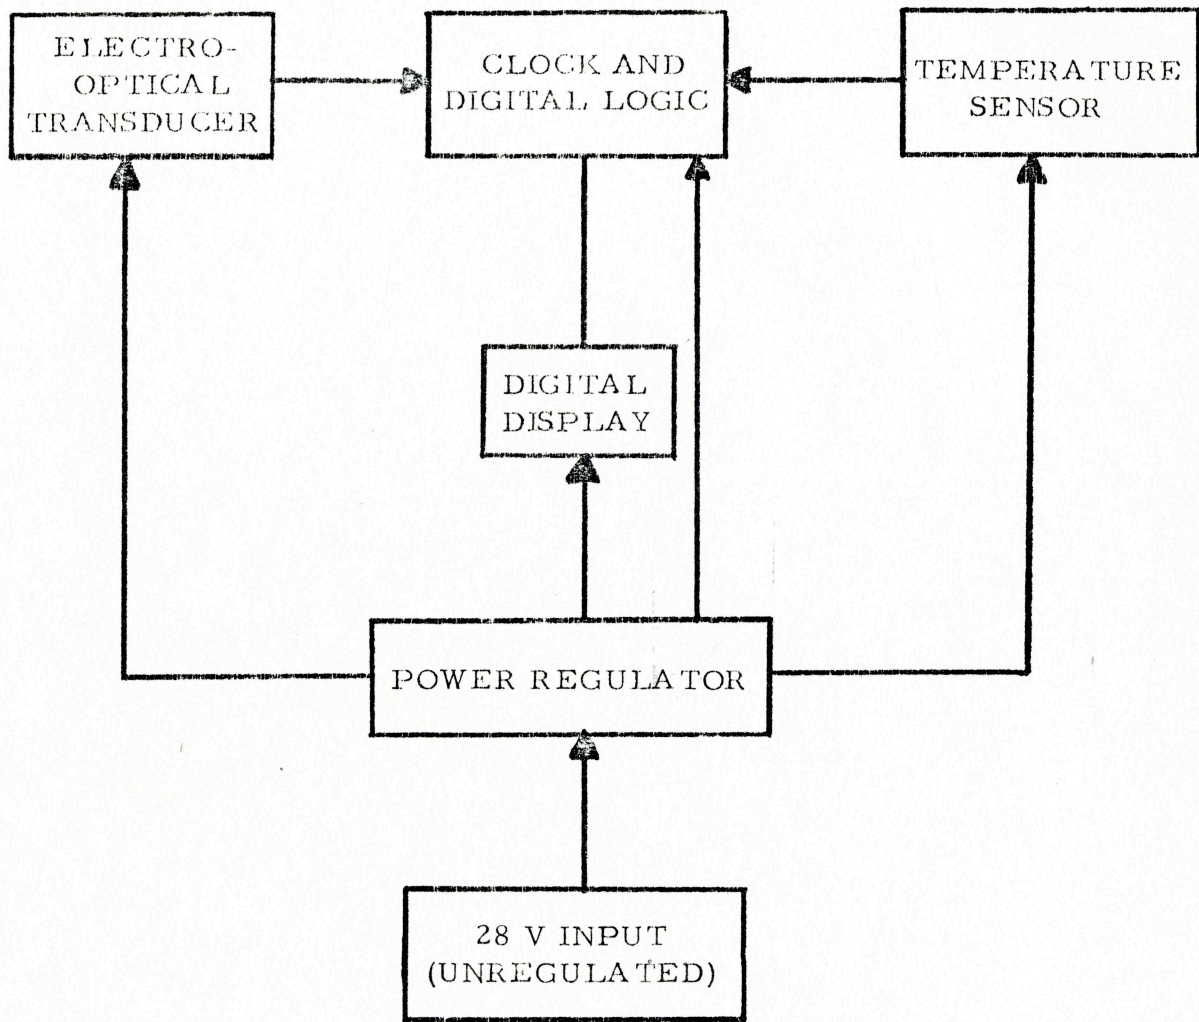 ELECTRO-
OPTICAL
TRANSDUCER
CLOCK AND
DIGITAL LOGIC
TEMPERATURE
SENSOR
DIGITAL
DISPLAY
POWER REGULATOR
28 V INPUT
(UNREGULATED)